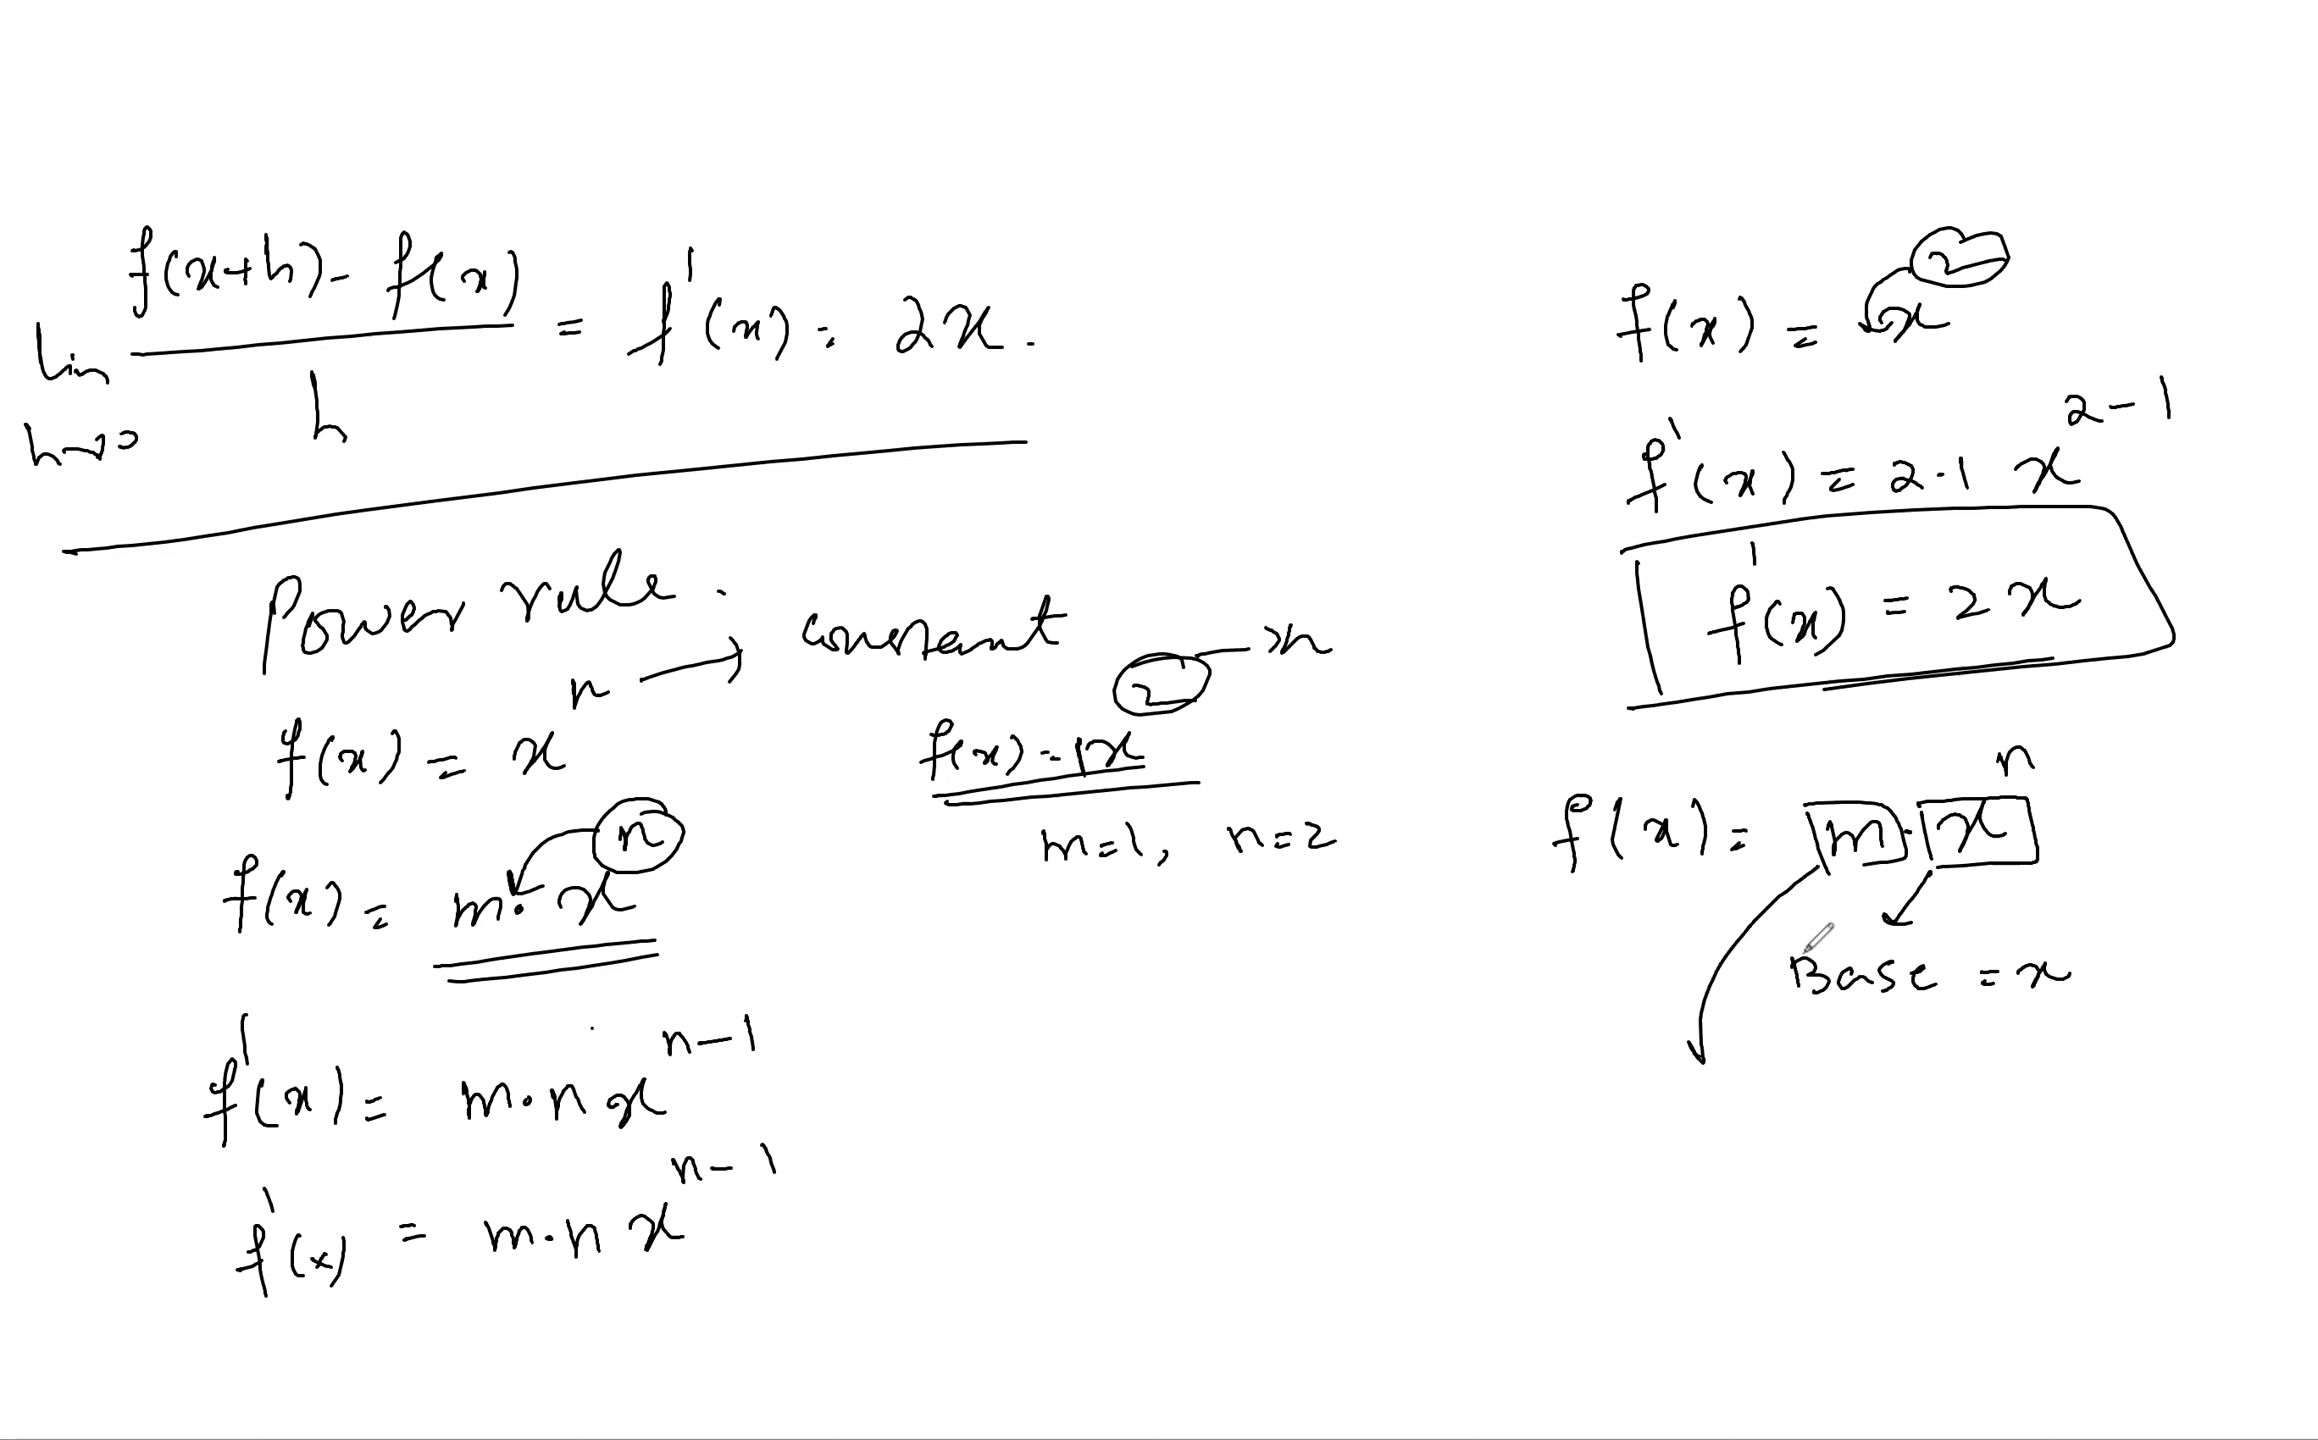 f(x+h) - f(x)
lim ――― = f'(x) = 2x.
h→0 h
Power rule.
n → constant
f(x) = x^n
f(x) = m·x^n
f'(x) = m·n x^(n-1)
f'(x) = m·n x^(n-1)
2 → n
f(x) = 1x^2
m=1, n=2
f(x) = x^2
f'(x) = 2·1 x^(2-1)
f'(x) = 2x
f(x) = m·x^n
Base = x